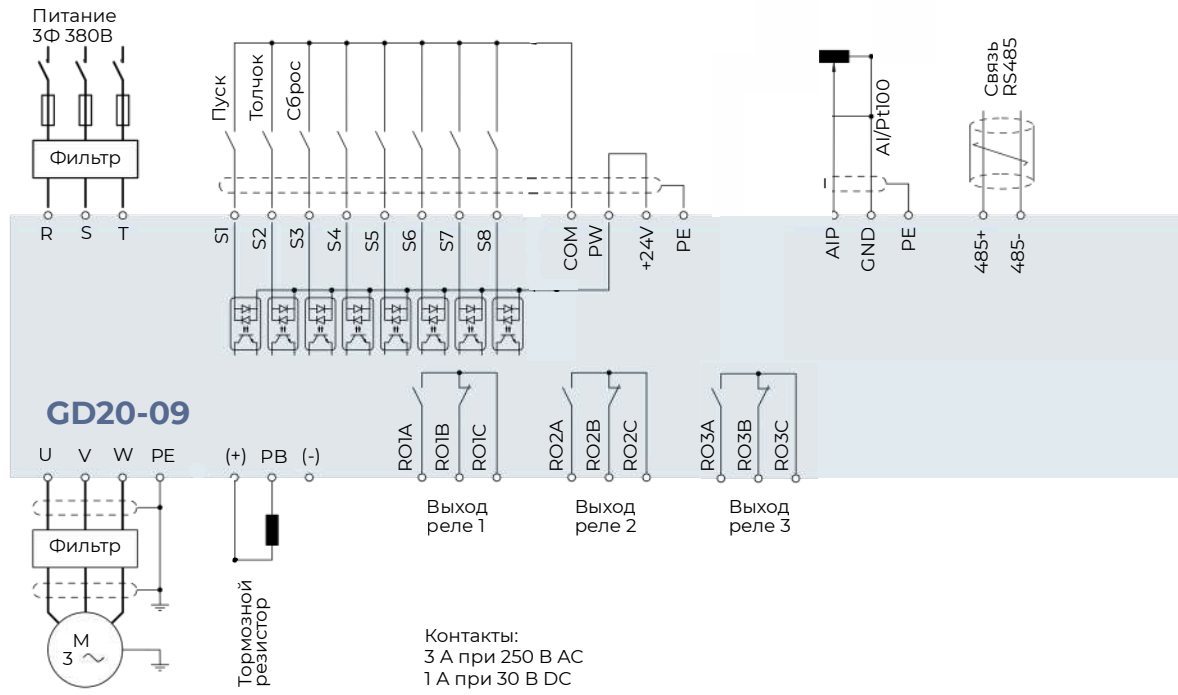 Питание
3Ф 380В
Фильтр
R S T
Пуск
Толчок
Сброс
S1 S2 S3 S4 S5 S6 S7 S8
COM PW +24V PE
AI/Pt100
AIP GND PE
Связь
RS485
485+ 485-
GD20-09
U V W PE
(+) PB (-)
RO1A RO1B RO1C
RO2A RO2B RO2C
RO3A RO3B RO3C
Выход
реле 1
Выход
реле 2
Выход
реле 3
Фильтр
M
3
Тормозной
резистор
Контакты:
3 А при 250 В AC
1 А при 30 В DC